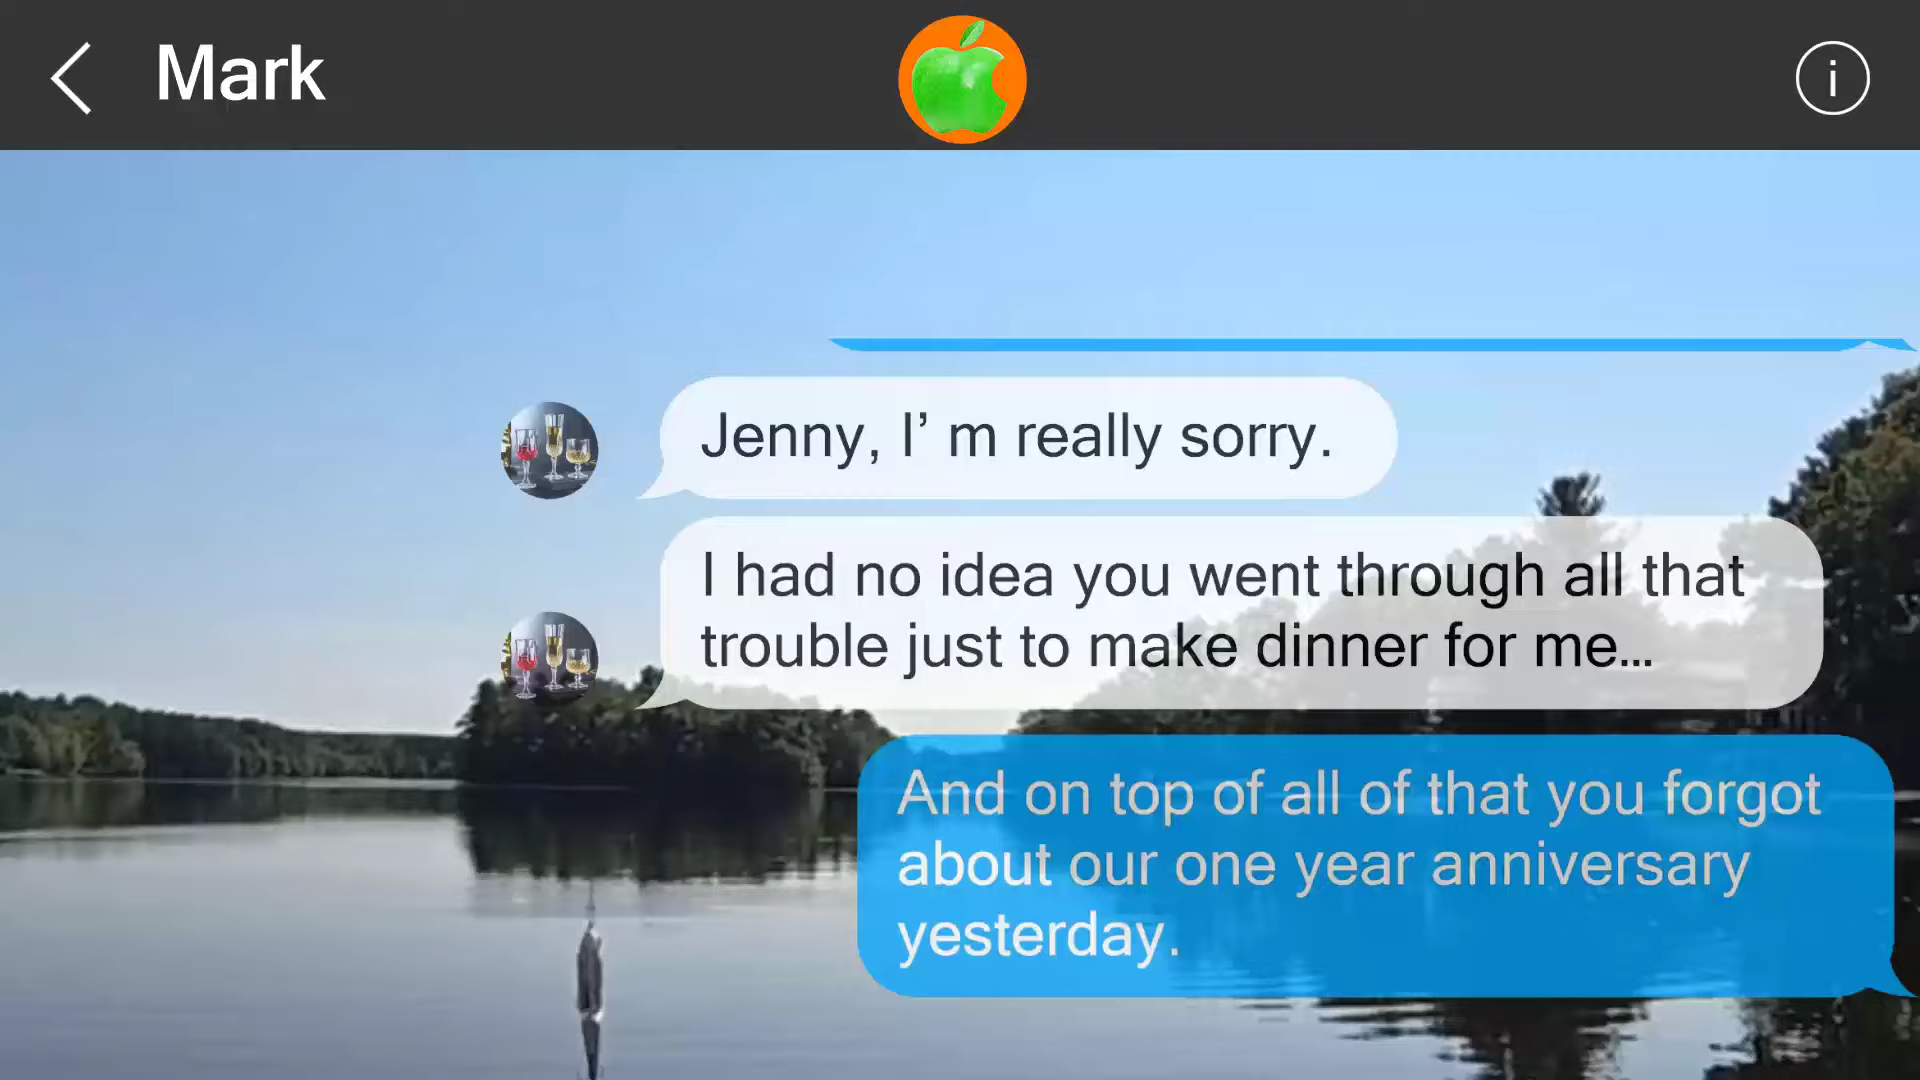 Mark
i
Jenny, I’ m really sorry.
I had no idea you went through all that
trouble just to make dinner for me...
And on top of all of that you forgot
about our one year anniversary
yesterday.